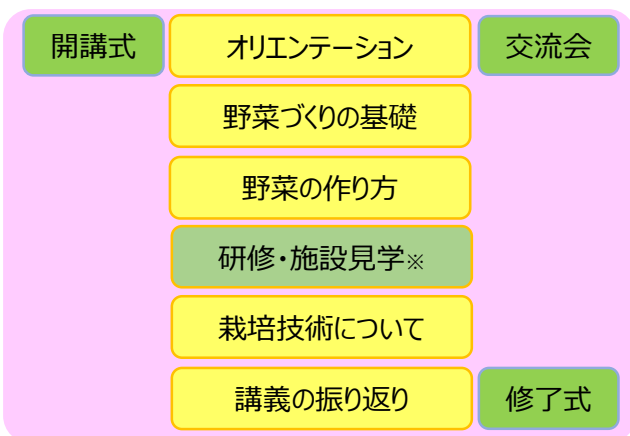 開講式
オリエンテーション
交流会
野菜づくりの基礎
野菜の作り方
研修・施設見学※
栽培技術について
講義の振り返り
修了式